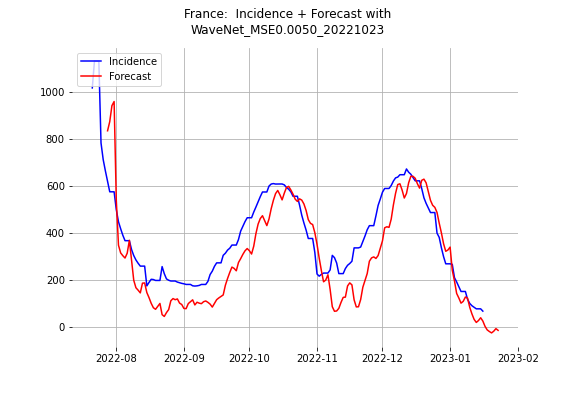 France:  Incidence + Forecast with
WaveNet_MSE0.0050_20221023
Incidence
Forecast
1000
800
600
400
200
0
2022-08 2022-09 2022-10 2022-11 2022-12 2023-01 2023-02